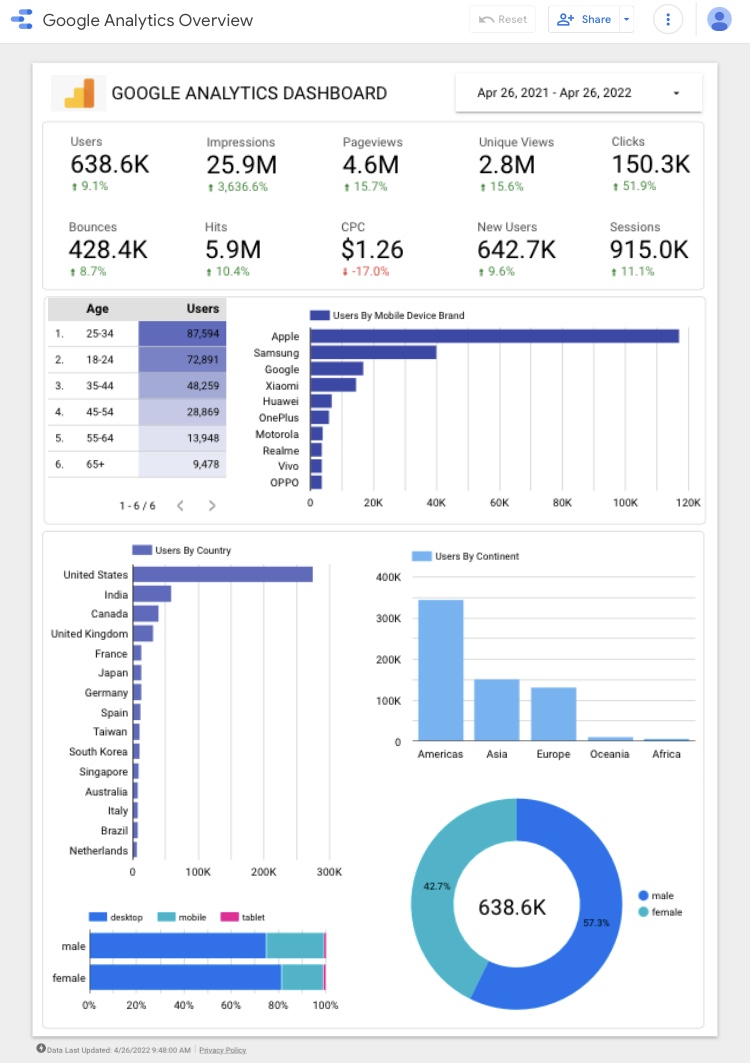 Google Analytics Overview
Reset
Share
GOOGLE ANALYTICS DASHBOARD
Apr 26, 2021 - Apr 26, 2022
Users Impressions Pageviews Unique Views Clicks
638.6K 25.9M 4.6M 2.8M 150.3K
9.1% 3,636.6% 15.7% 15.6% 51.9%
Bounces Hits CPC New Users Sessions
428.4K 5.9M $1.26 642.7K 915.0K
8.7% 10.4% -17.0% 9.6% 11.1%
Age Users
1. 25-34 87,594
2. 18-24 72,891
3. 35-44 48,259
4. 45-54 28,869
5. 55-64 13,948
6. 65+ 9,478
1 - 6 / 6
Users By Mobile Device Brand
Apple
Samsung
Google
Xiaomi
Huawei
OnePlus
Motorola
Realme
Vivo
OPPO
0 20K 40K 60K 80K 100K 120K
Users By Country
United States
India
Canada
United Kingdom
France
Japan
Germany
Spain
Taiwan
South Korea
Singapore
Australia
Italy
Brazil
Netherlands
0 100K 200K 300K
Users By Continent
400K
300K
200K
100K
0
Americas Asia Europe Oceania Africa
desktop mobile tablet
male
female
0% 20% 40% 60% 80% 100%
42.7%
638.6K
57.3%
male
female
Data Last Updated: 4/26/2022 9:48:00 AM
Privacy Policy